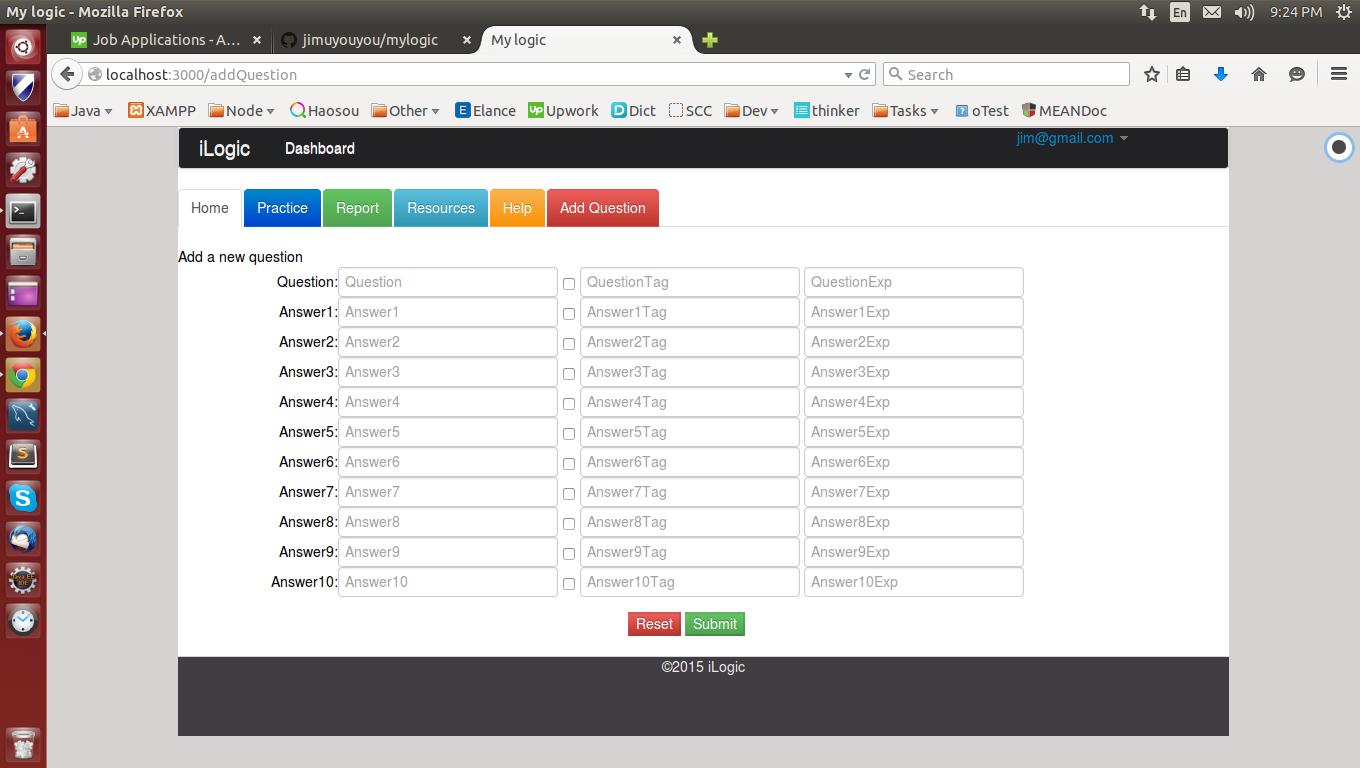 My logic - Mozilla Firefox En 9:24 PM
Up Job Applications - A... jimuyouyou/mylogic My logic
localhost:3000/addQuestion Search
Java XAMPP Node Haosou Other E Elance Up Upwork D Dict SCC Dev thinker Tasks ? oTest MEANDoc
iLogic Dashboard jim@gmail.com
Home Practice Report Resources Help Add Question
Add a new question
Question: Question QuestionTag QuestionExp
Answer1: Answer1 Answer1Tag Answer1Exp
Answer2: Answer2 Answer2Tag Answer2Exp
Answer3: Answer3 Answer3Tag Answer3Exp
Answer4: Answer4 Answer4Tag Answer4Exp
Answer5: Answer5 Answer5Tag Answer5Exp
Answer6: Answer6 Answer6Tag Answer6Exp
Answer7: Answer7 Answer7Tag Answer7Exp
Answer8: Answer8 Answer8Tag Answer8Exp
Answer9: Answer9 Answer9Tag Answer9Exp
Answer10: Answer10 Answer10Tag Answer10Exp
Reset Submit
©2015 iLogic